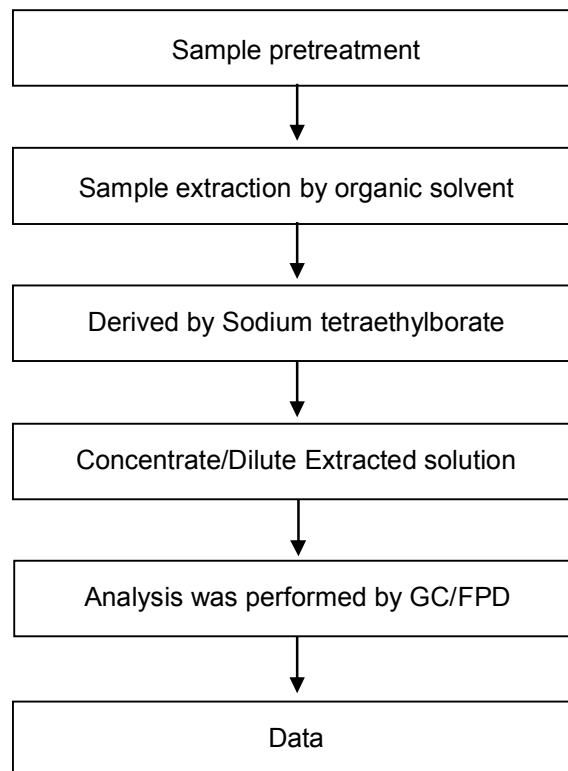 Sample pretreatment
Sample extraction by organic solvent
Derived by Sodium tetraethylborate
Concentrate/Dilute Extracted solution
Analysis was performed by GC/FPD
Data